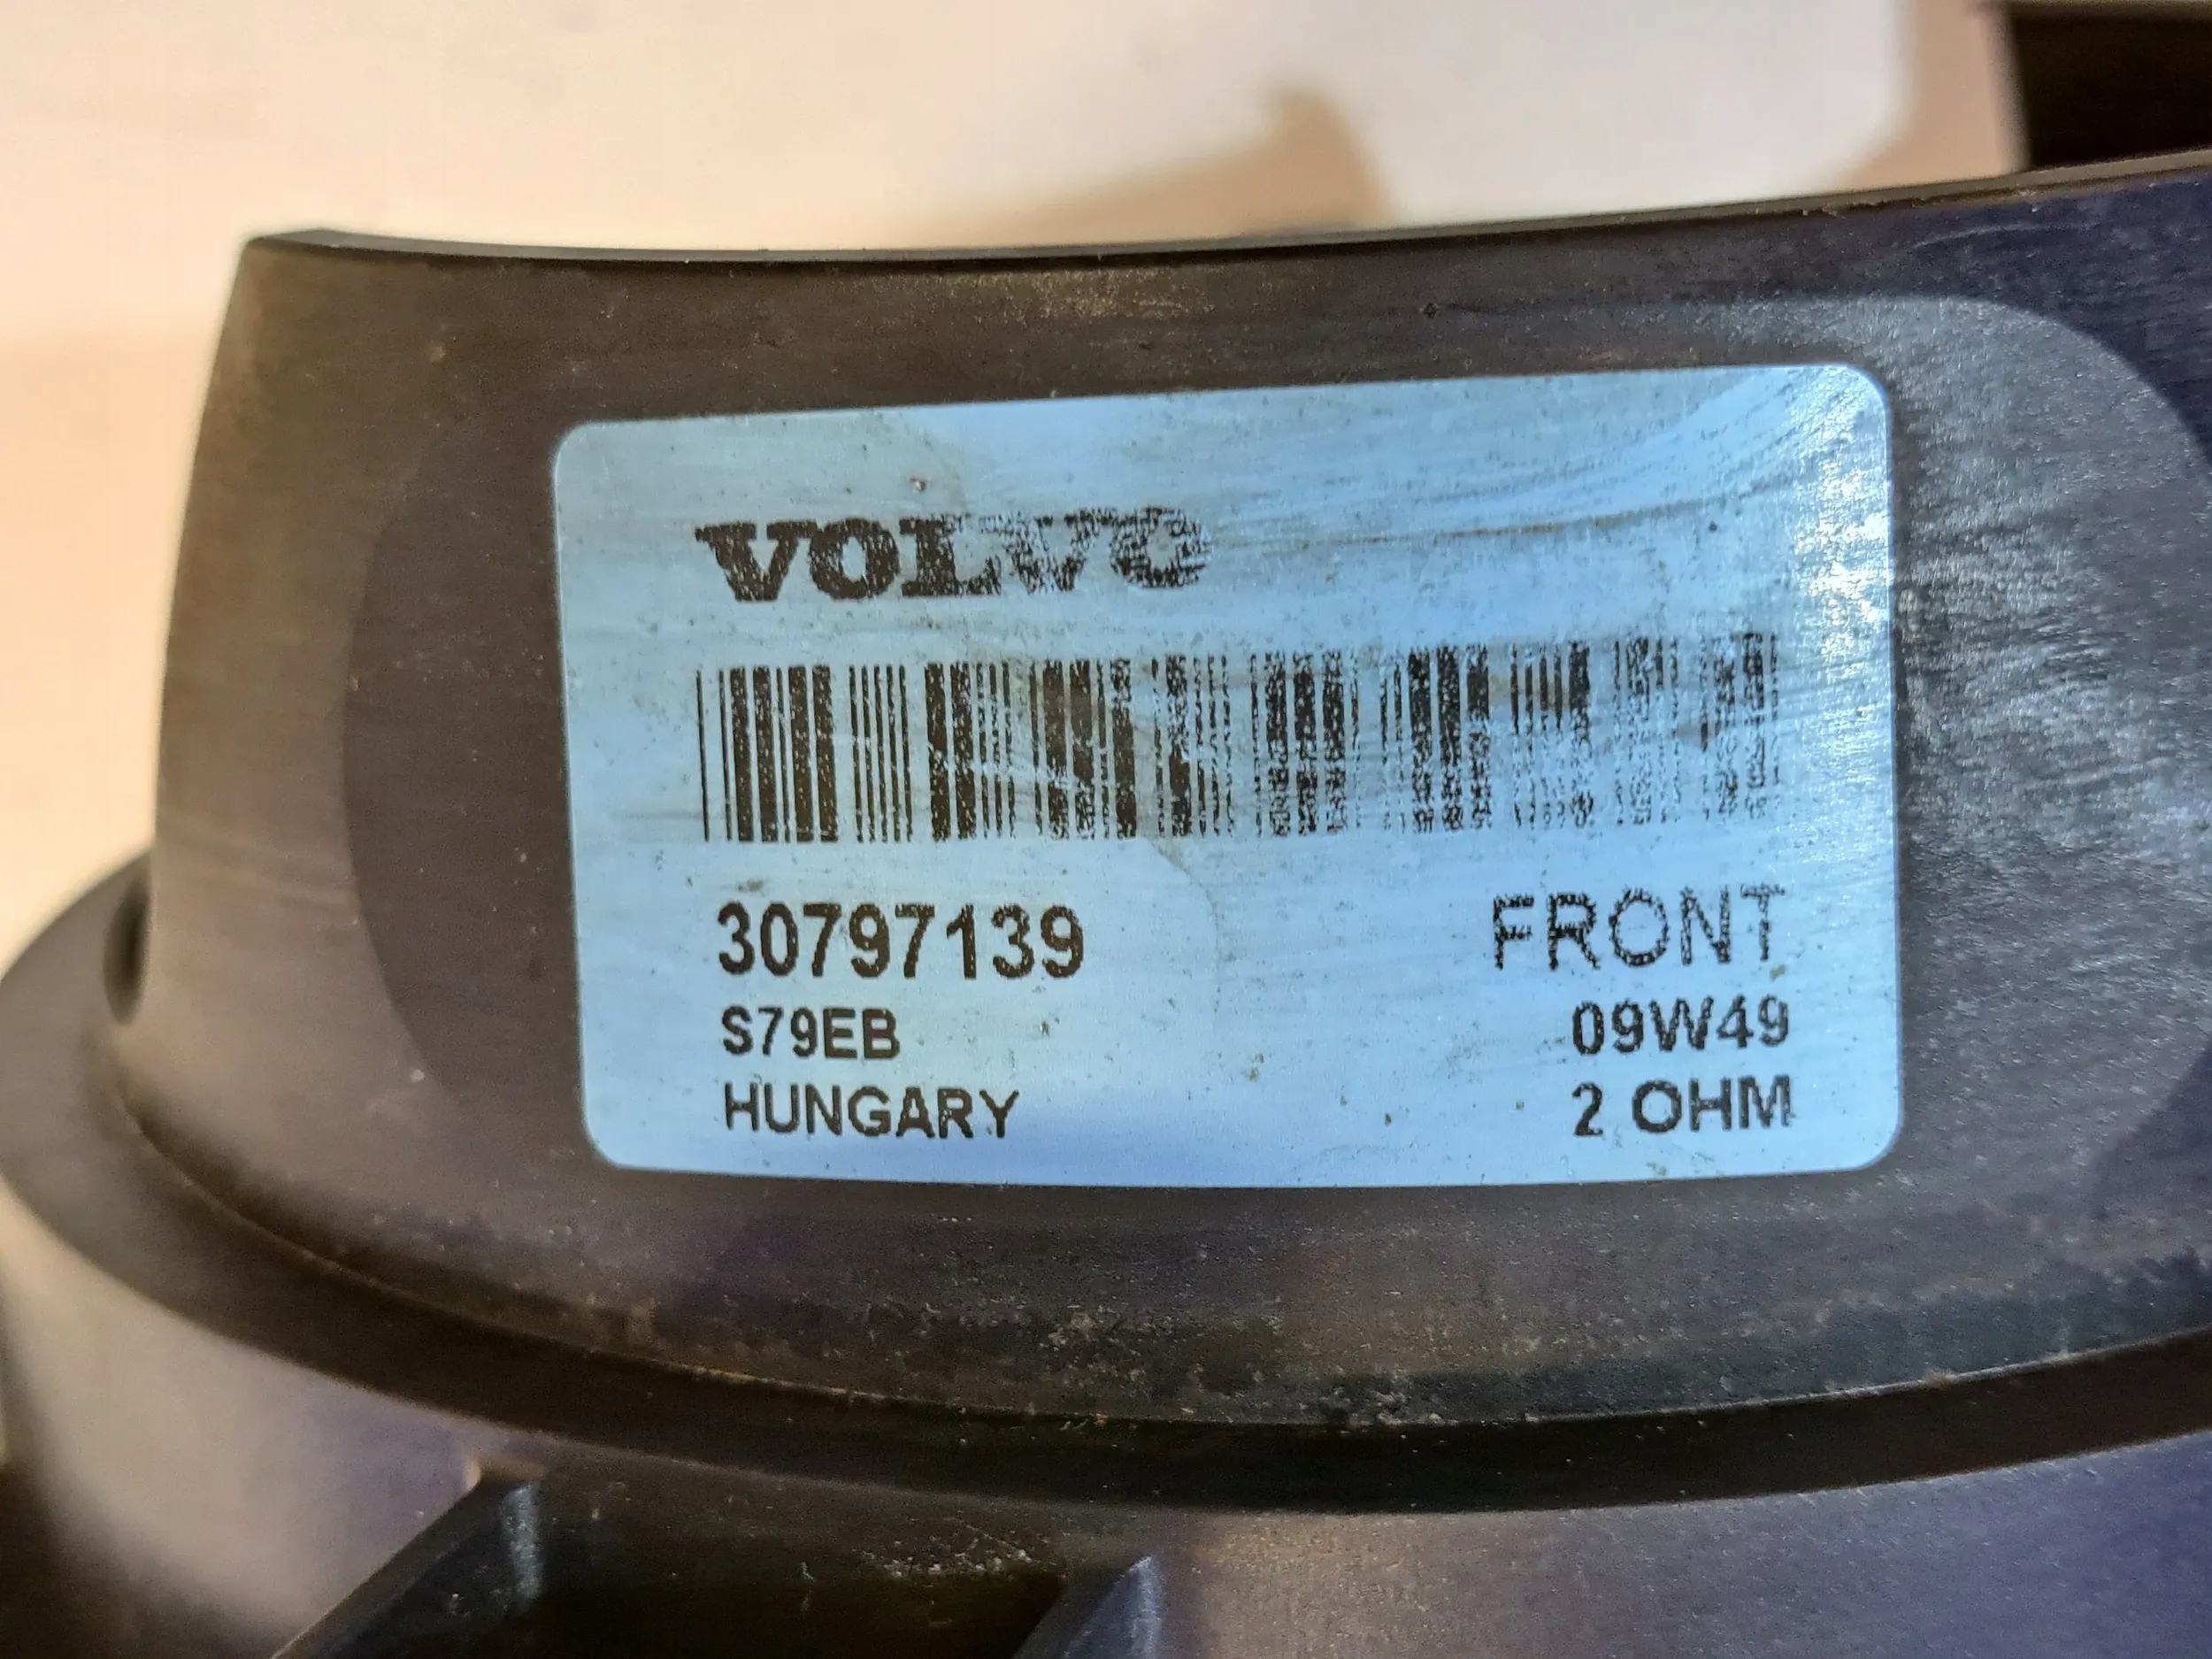 VOLVO
30797139 FRONT
S79EB 09W49
HUNGARY 2 OHM